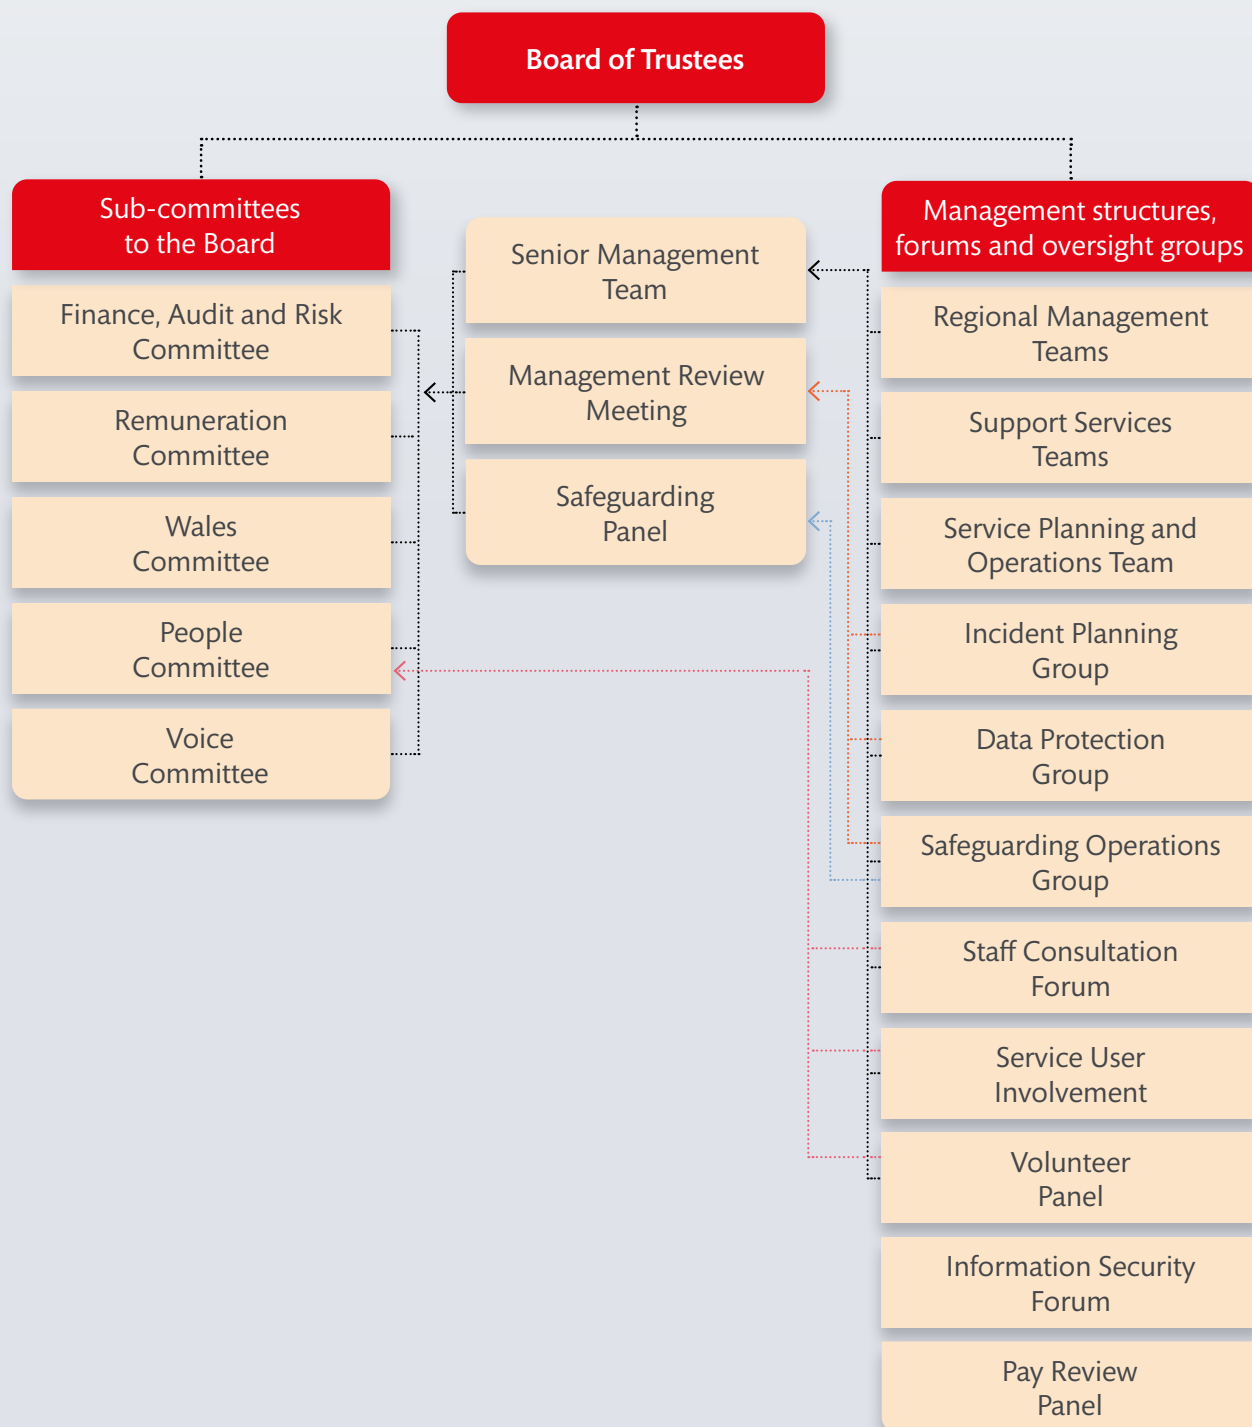 Board of Trustees
Sub-committees
to the Board
Finance, Audit and Risk
Committee
Remuneration
Committee
Wales
Committee
People
Committee
Voice
Committee
Senior Management
Team
Management Review
Meeting
Safeguarding
Panel
Management structures,
forums and oversight groups
Regional Management
Teams
Support Services
Teams
Service Planning and
Operations Team
Incident Planning
Group
Data Protection
Group
Safeguarding Operations
Group
Staff Consultation
Forum
Service User
Involvement
Volunteer
Panel
Information Security
Forum
Pay Review
Panel